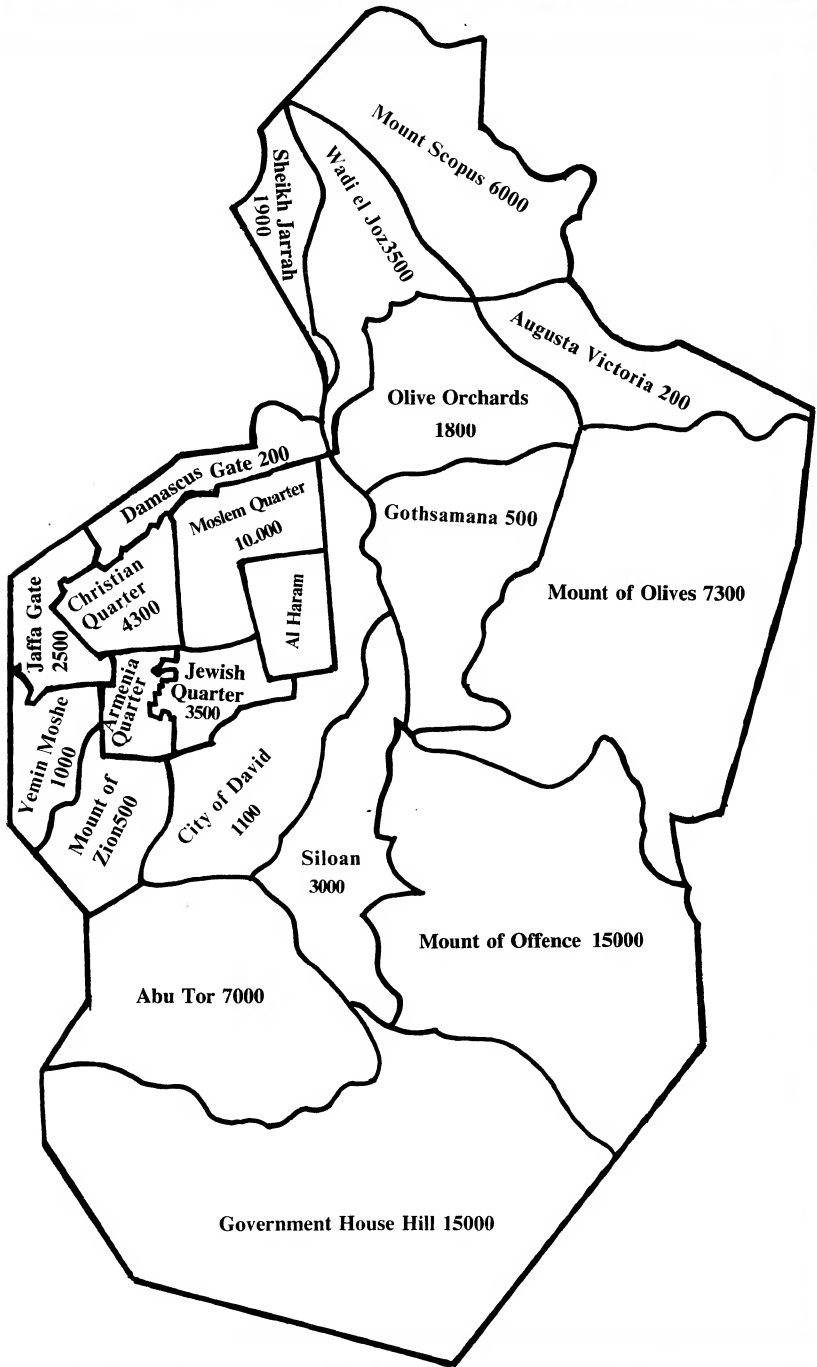 Mount Scopus 6000
Sheikh Jarrah
1900
Wadi el Joz3500
Augusta Victoria 200
Olive Orchards
1800
Damascus Gate 200
Moslem Quarter
10.000
Gothsamana 500
Mount of Olives 7300
Jaffa Gate
2500
Christian
Quarter
4300
Al Haram
Armenia
Quarter
Jewish
Quarter
3500
Yemin Moshe
1000
Mount of
Zion500
City of David
1100
Siloan
3000
Mount of Offence 15000
Abu Tor 7000
Government House Hill 15000